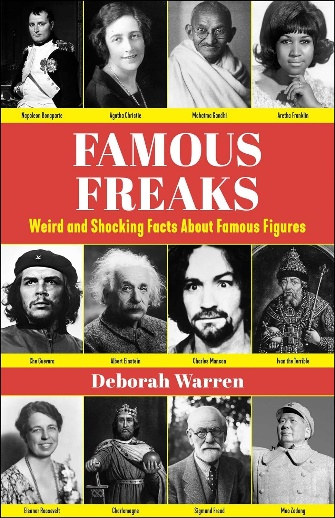 Napoleon Bonaparte
Agatha Christie
Mahatma Gandhi
Aretha Franklin
FAMOUS
FREAKS
Weird and Shocking Facts About Famous Figures
Che Guevara
Albert Einstein
Charles Manson
Ivan the Terrible
Deborah Warren
Eleanor Roosevelt
Charlemagne
Sigmund Freud
Mao Zedong